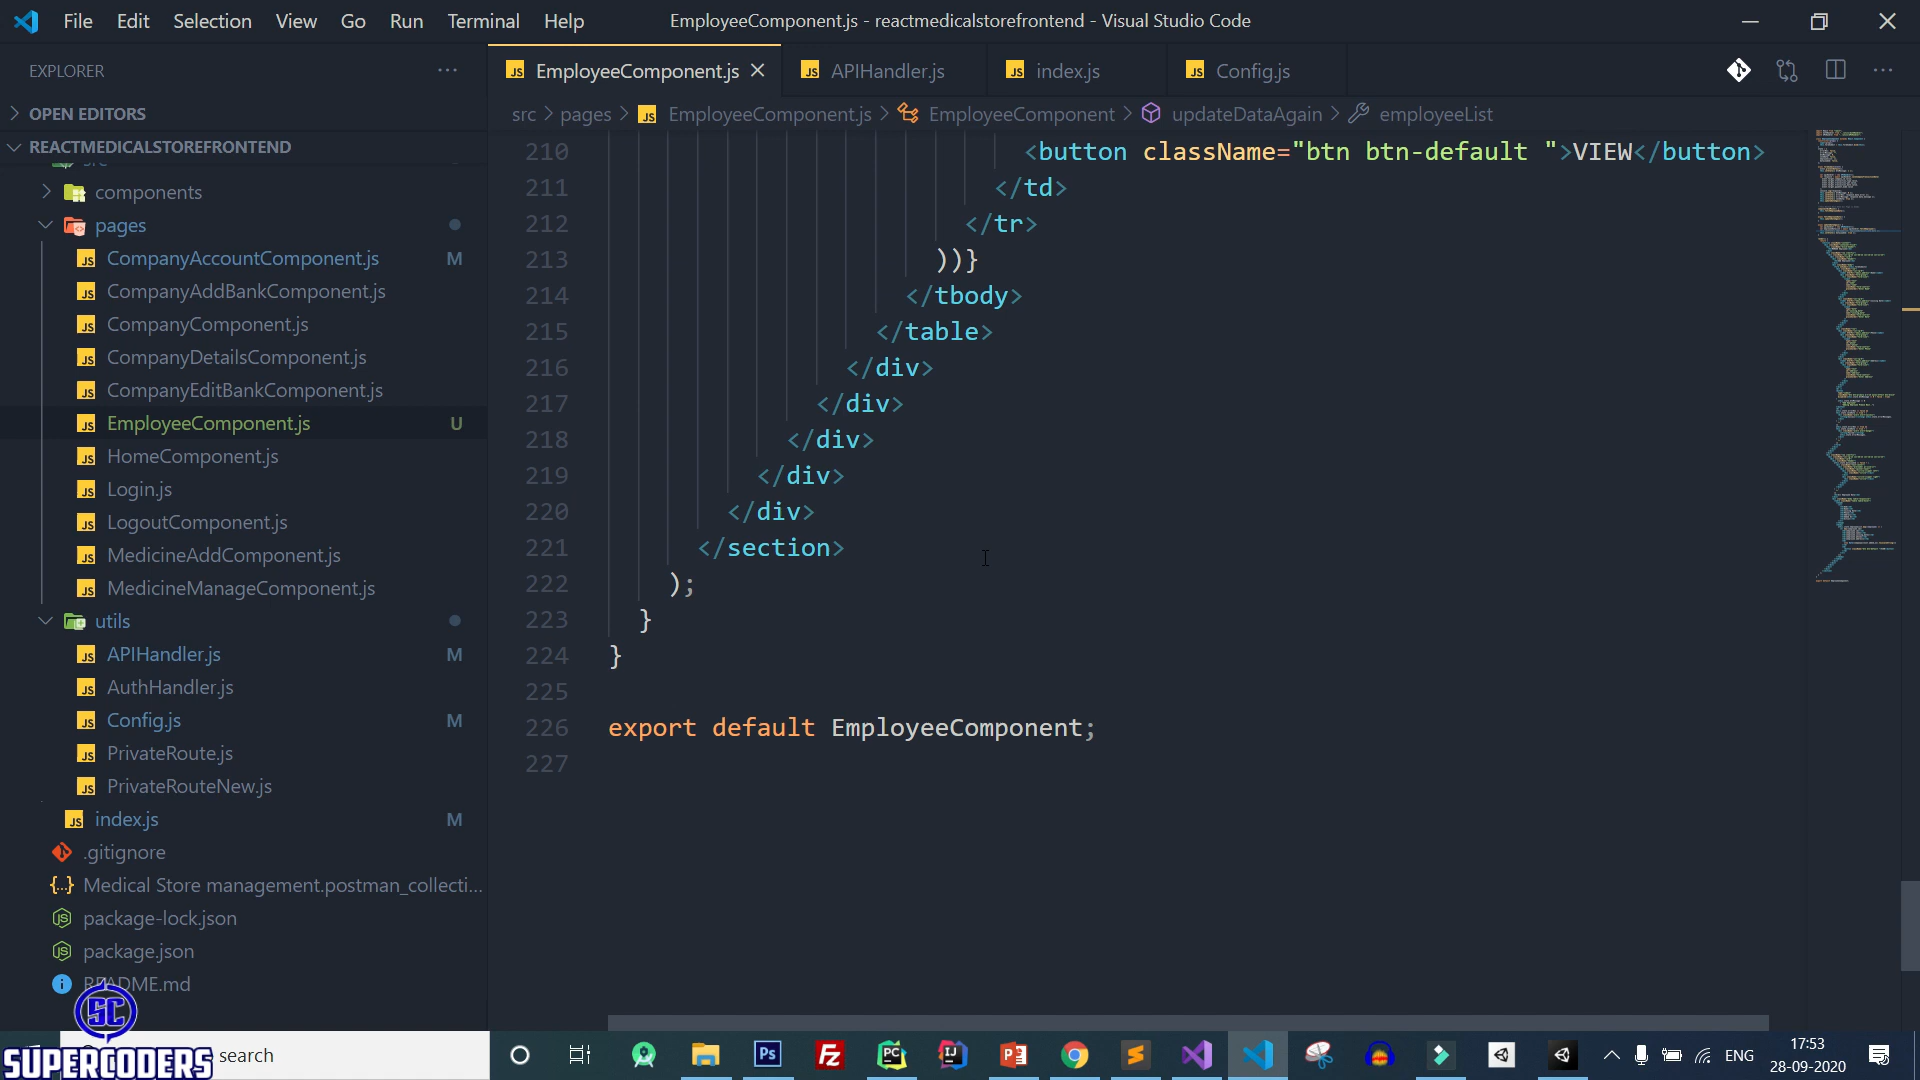 File Edit Selection View Go Run Terminal Help
EmployeeComponent.js - reactmedicalstorefrontend - Visual Studio Code
EXPLORER
OPEN EDITORS
REACTMEDICALSTOREFRONTEND
src
components
pages
CompanyAccountComponent.js M
CompanyAddBankComponent.js
CompanyComponent.js
CompanyDetailsComponent.js
CompanyEditBankComponent.js
EmployeeComponent.js U
HomeComponent.js
Login.js
LogoutComponent.js
MedicineAddComponent.js
MedicineManageComponent.js
utils
APIHandler.js M
AuthHandler.js
Config.js M
PrivateRoute.js
PrivateRouteNew.js
index.js M
.gitignore
Medical Store management.postman_collecti...
package-lock.json
package.json
README.md
EmployeeComponent.js APIHandler.js index.js Config.js
src > pages > EmployeeComponent.js > EmployeeComponent > updateDataAgain > employeeList
210 <button className="btn btn-default ">VIEW</button>
211 </td>
212 </tr>
213 ))}
214 </tbody>
215 </table>
216 </div>
217 </div>
218 </div>
219 </div>
220 </div>
221 </section>
222 );
223 }
224 }
225
226 export default EmployeeComponent;
227
SC
SUPERCODERS
search
ENG
17:53
28-09-2020